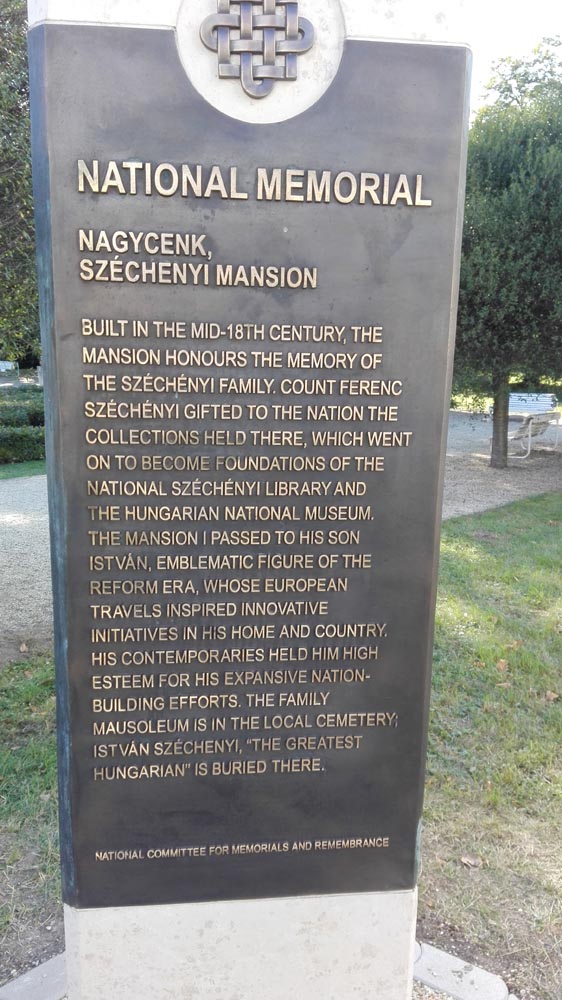 NATIONAL MEMORIAL
NAGYCENK,
SZÉCHENYI MANSION
BUILT IN THE MID-18TH CENTURY, THE
MANSION HONOURS THE MEMORY OF
THE SZÉCHÉNYI FAMILY. COUNT FERENC
SZÉCHÉNYI GIFTED TO THE NATION THE
COLLECTIONS HELD THERE, WHICH WENT
ON TO BECOME FOUNDATIONS OF THE
NATIONAL SZÉCHÉNYI LIBRARY AND
THE HUNGARIAN NATIONAL MUSEUM.
THE MANSION I PASSED TO HIS SON
ISTVÁN, EMBLEMATIC FIGURE OF THE
REFORM ERA, WHOSE EUROPEAN
TRAVELS INSPIRED INNOVATIVE
INITIATIVES IN HIS HOME AND COUNTRY.
HIS CONTEMPORARIES HELD HIM HIGH
ESTEEM FOR HIS EXPANSIVE NATION-
BUILDING EFFORTS. THE FAMILY
MAUSOLEUM IS IN THE LOCAL CEMETERY;
ISTVÁN SZÉCHENYI, "THE GREATEST
HUNGARIAN" IS BURIED THERE.
NATIONAL COMMITTEE FOR MEMORIALS AND REMEMBRANCE